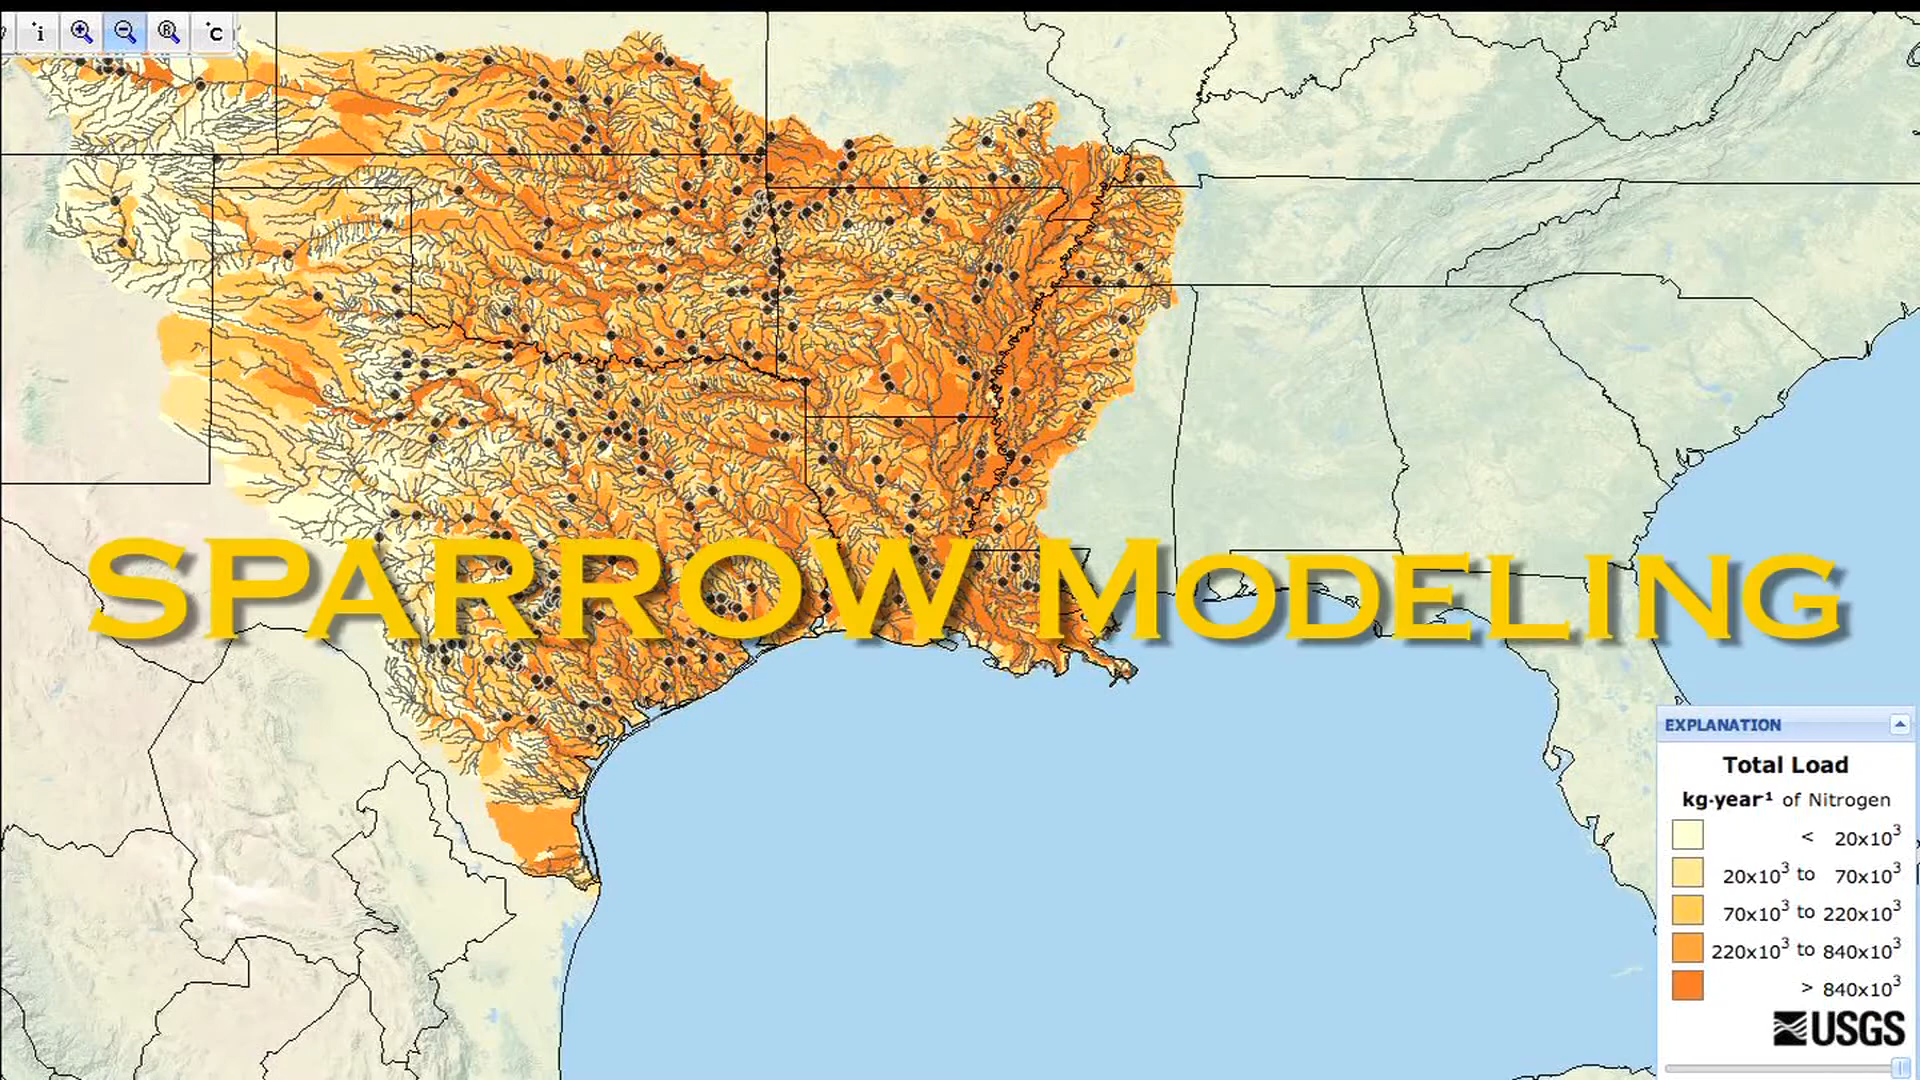 i
R
°C
SPARROW MODELING
EXPLANATION
Total Load
kg·year¹ of Nitrogen
< 20x10³
20x10³ to 70x10³
70x10³ to 220x10³
220x10³ to 840x10³
> 840x10³
USGS